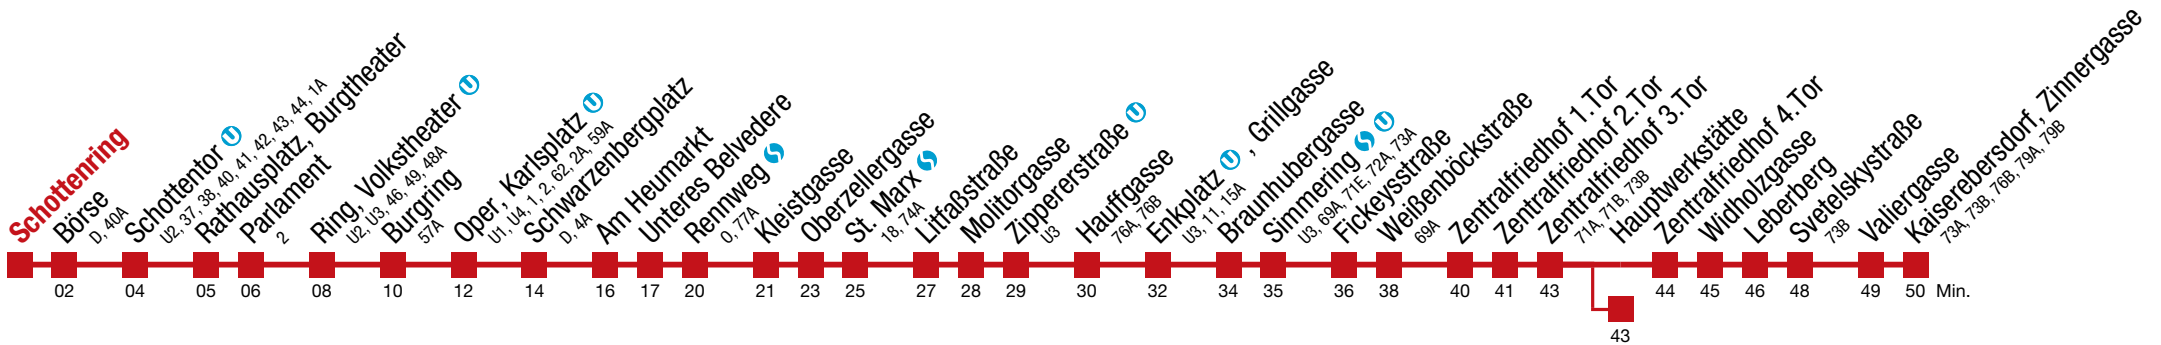 Schottenring
Börse
D, 40A
Schottentor U
U2, 37, 38, 40, 41, 42, 43, 44, 1A
Rathausplatz, Burgtheater
Parlament
2
Ring, Volkstheater U
U2, U3, 46, 49, 48A
Burgring
57A
Oper, Karlsplatz U
U1, U4, 1, 2, 62, 2A, 59A
Schwarzenbergplatz
D, 4A
Am Heumarkt
Unteres Belvedere
Rennweg S
O, 77A
Kleistgasse
Oberzellergasse
St. Marx S
18, 74A
Litfaßstraße
Molitorgasse
Zippererstraße U
U3
Hauffgasse
76A, 76B
Enkplatz U , Grillgasse
U3, 11, 15A
Braunhubergasse
Simmering S U
U3, 69A, 71E, 72A, 73A
Fickeysstraße
Weißenböckstraße
69A
Zentralfriedhof 1.Tor
Zentralfriedhof 2.Tor
Zentralfriedhof 3.Tor
71A, 71B, 73B
Hauptwerkstätte
Zentralfriedhof 4.Tor
Widholzgasse
Leberberg
Svetelskystraße
73B
Valiergasse
Kaiserebersdorf, Zinnergasse
73A, 73B, 76B, 79A, 79B
02 04 05 06 08 10 12 14 16 17 20 21 23 25 27 28 29 30 32 34 35 36 38 40 41 43 44 45 46 48 49 50 Min.
43